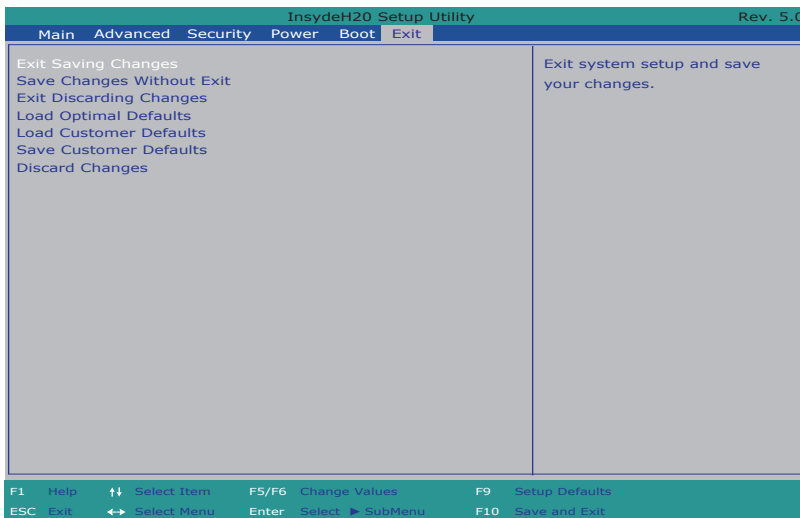 InsydeH20 Setup Utility Rev. 5.0
Main Advanced Security Power Boot Exit
Exit Saving Changes
Save Changes Without Exit
Exit Discarding Changes
Load Optimal Defaults
Load Customer Defaults
Save Customer Defaults
Discard Changes
Exit system setup and save
your changes.
F1 Help ↑↓ Select Item F5/F6 Change Values F9 Setup Defaults
ESC Exit ↔ Select Menu Enter Select ► SubMenu F10 Save and Exit